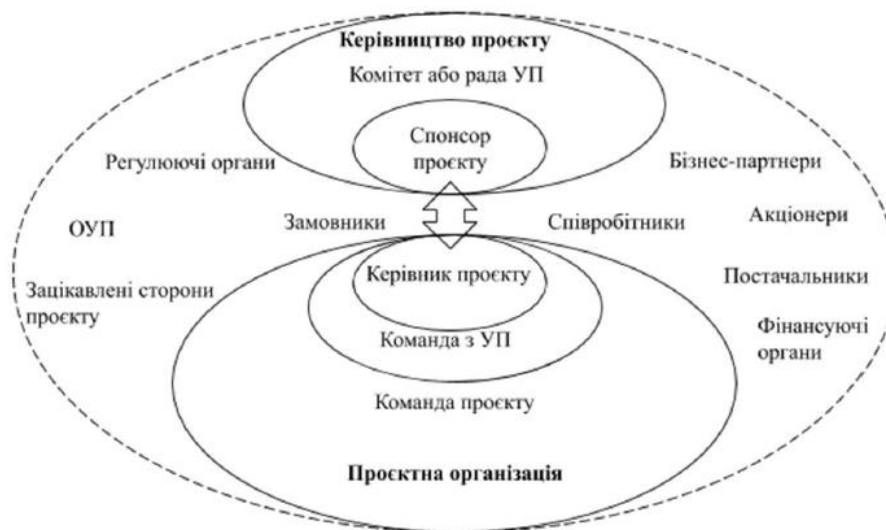 Керівництво проєкту
Комітет або рада УП
Спонсор
проєкту
Регулюючі органи
Бізнес-партнери
ОУП
Замовники
Співробітники
Акціонери
Зацікавлені сторони
проєкту
Керівник проєкту
Постачальники
Команда з УП
Фінансуючі
органи
Команда проєкту
Проєктна організація